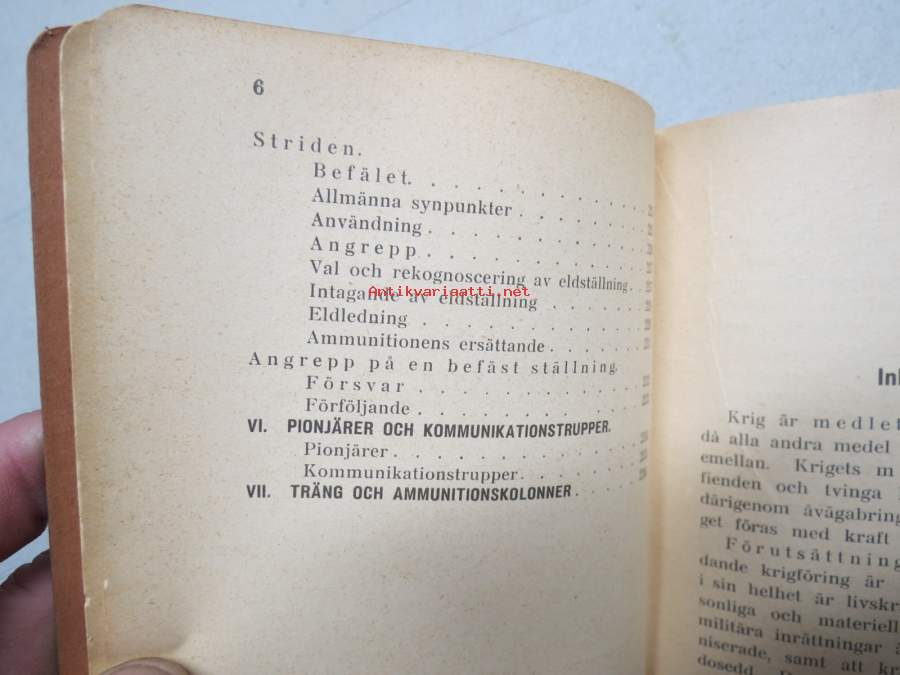 6
Striden.
Befälet. . . . . . . . . .
Allmänna synpunkter . . . . . . .
Användning . . . . . . . . . .
Angrepp . . . . . . . . . .
Val och rekognoscering av eldställning. .
Intagande av eldställning . . . . . .
Eldledning . . . . . . . . . .
Ammunitionens ersättande . . . . .
Angrepp på en befäst ställning.
Försvar . . . . . . . . . .
Förföljande . . . . . . . . . .
VI. PIONJÄRER OCH KOMMUNIKATIONSTRUPPER.
Pionjärer . . . . . . . . . .
Kommunikationstrupper . . . . . .
VII. TRÄNG OCH AMMUNITIONSKOLONNER . . . .
Antikvariaatti.net
Krig är medlet
då alla andra medel
emellan. Krigets
fienden och tvinga
därigenom åvägabring
get föras med kraft
Förutsättning
dande krigföring är
i sin helhet är livskr
sonliga och materiell
militära inrättningar
niserade, samt att
dosedd.